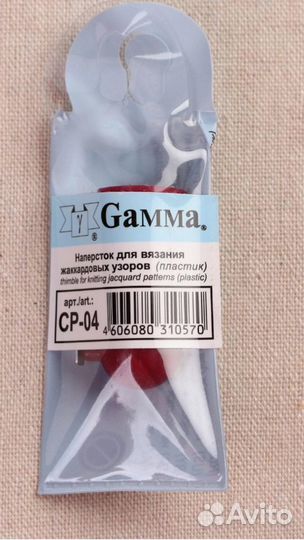 Gamma®
®
Наперсток для вязания
жаккардовых узоров (пластик)
thimble for knitting jacquard patterns (plastic)
арт./art.:
CP-04
4 606080 310570
Avito